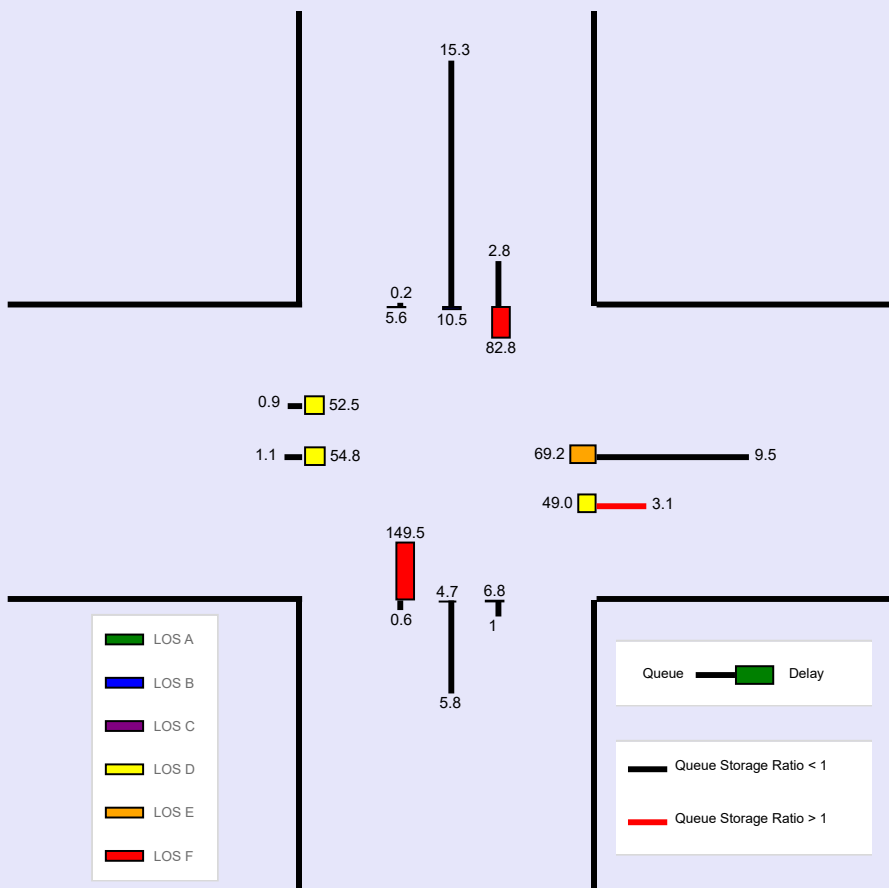 15.3
2.8
0.2
5.6
10.5
82.8
0.9
52.5
1.1
54.8
69.2
9.5
49.0
3.1
149.5
4.7
6.8
0.6
1
5.8
LOS A
LOS B
LOS C
LOS D
LOS E
LOS F
Queue Delay
Queue Storage Ratio < 1
Queue Storage Ratio > 1